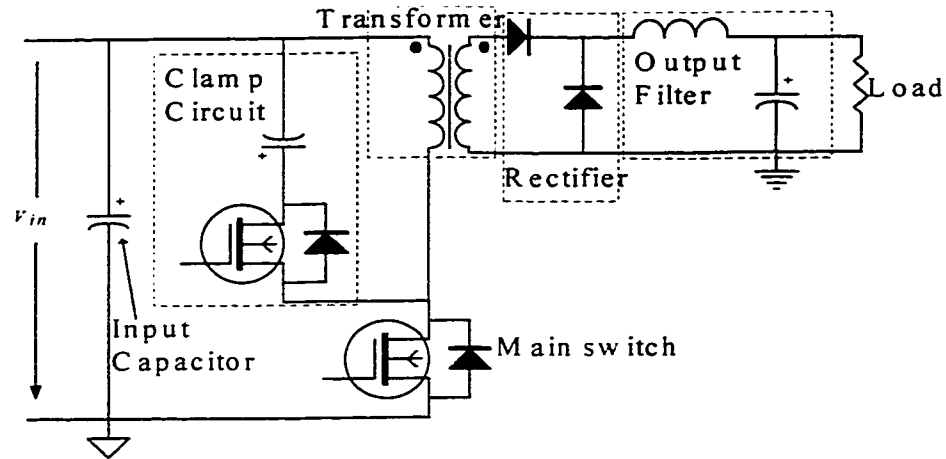 Transformer
Clamp
Circuit
Output
Filter
Load
Rectifier
vin
Input
Capacitor
Main switch